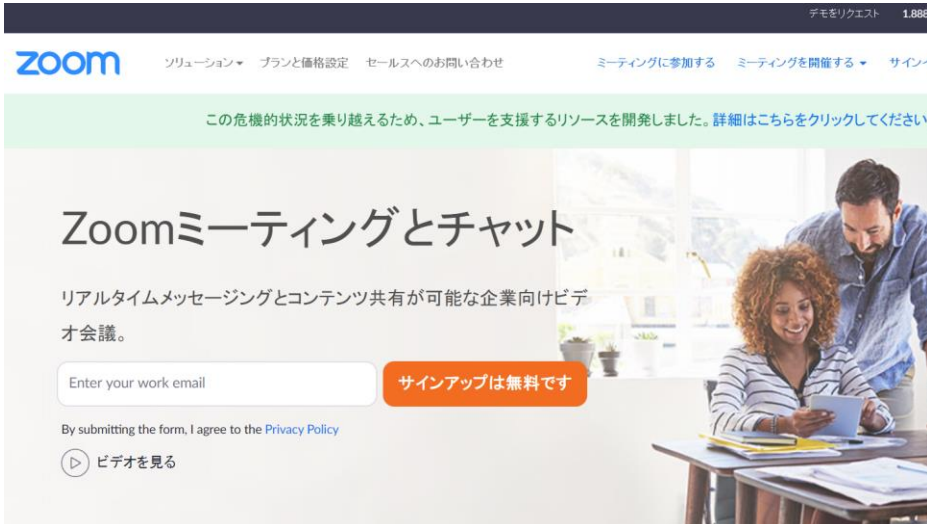 デモをリクエスト 1.888
zoom ソリューション プランと価格設定 セールスへのお問い合わせ ミーティングに参加する ミーティングを開催する サインイ
この危機的状況を乗り越えるため、ユーザーを支援するリソースを開発しました。詳細はこちらをクリックしてください
Zoomミーティングとチャット
リアルタイムメッセージングとコンテンツ共有が可能な企業向けビデ
オ会議。
Enter your work email サインアップは無料です
By submitting the form, I agree to the Privacy Policy
ビデオを見る